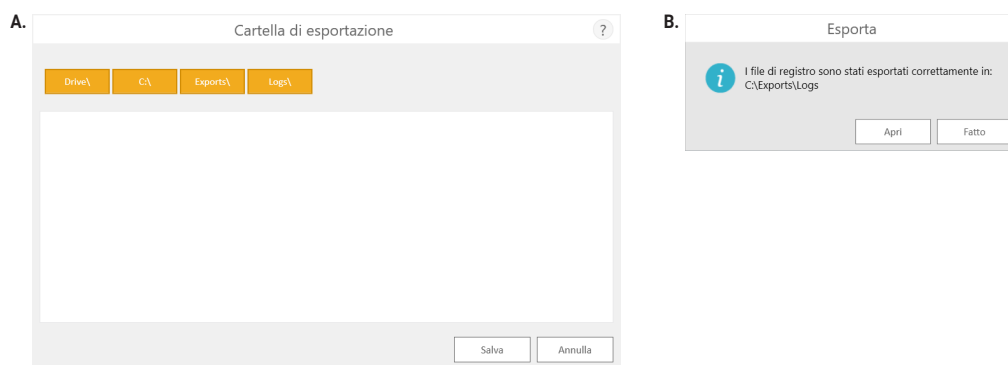 A.
Cartella di esportazione
?
Drive\ C:\ Exports\ Logs\
Salva Annulla
B.
Esporta
i
I file di registro sono stati esportati correttamente in:
C:\Exports\Logs
Apri Fatto